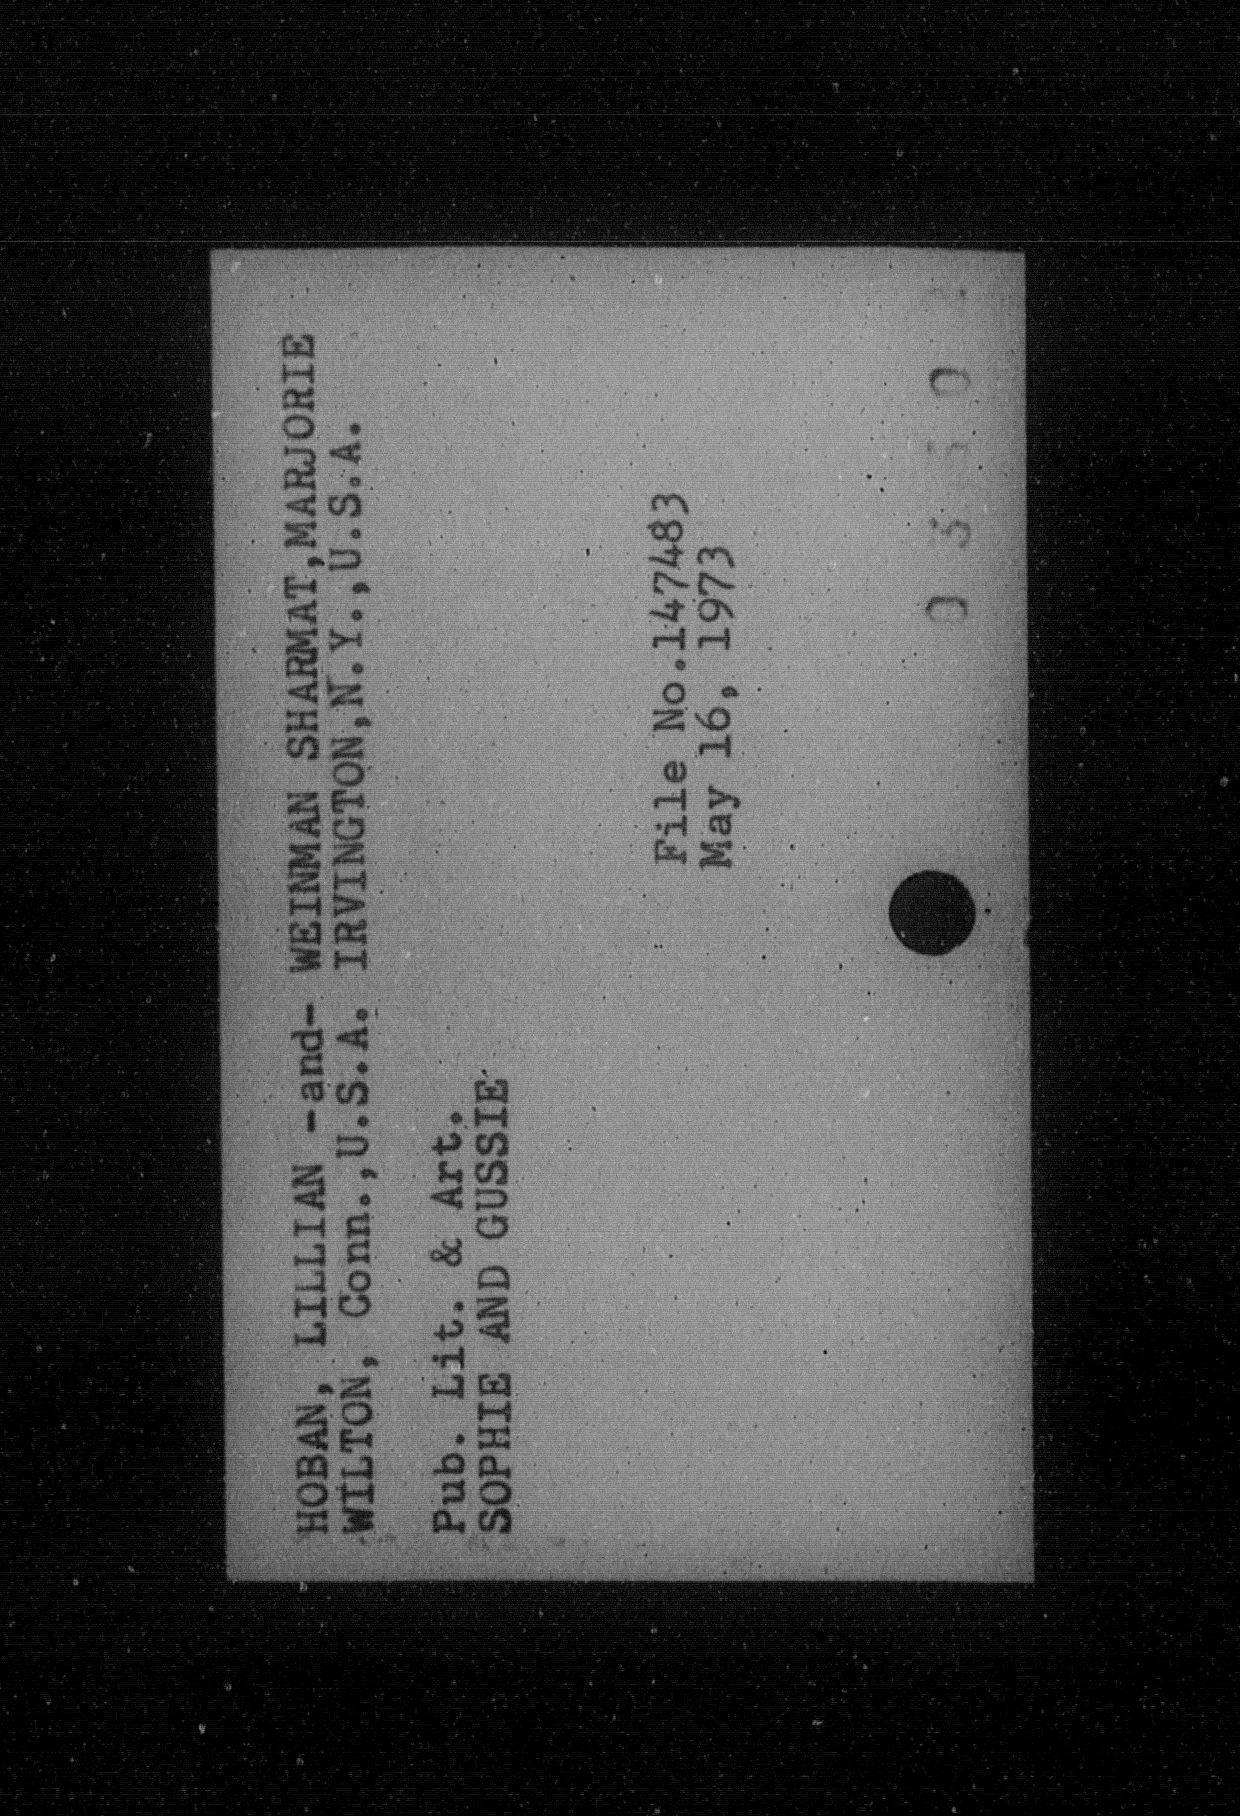 HOBAN, LILLIAN -and- WEINMAN SHARMAT,MARJORIE
WILTON, Conn.,U.S.A. IRVINGTON,N.Y.,U.S.A.
Pub. Lit. & Art.
SOPHIE AND GUSSIE
File No.147483
May 16, 1973